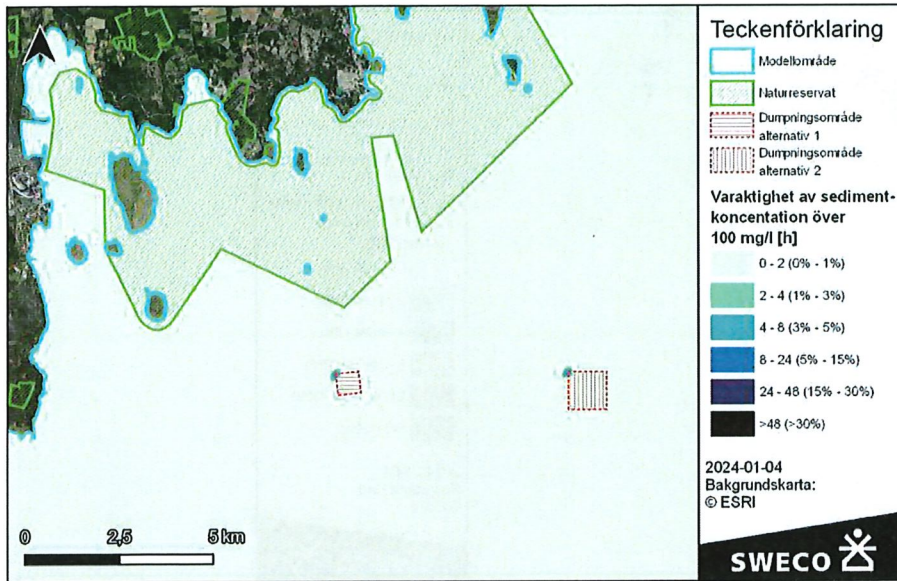 Teckenförklaring
Modellområde
Naturreservat
Dumpningsområde
alternativ 1
Dumpningsområde
alternativ 2
Varaktighet av sediment-
koncentation över
100 mg/l [h]
0 - 2 (0% - 1%)
2 - 4 (1% - 3%)
4 - 8 (3% - 5%)
8 - 24 (5% - 15%)
24 - 48 (15% - 30%)
>48 (>30%)
2024-01-04
Bakgrundskarta:
© ESRI
0 2,5 5 km
SWECO